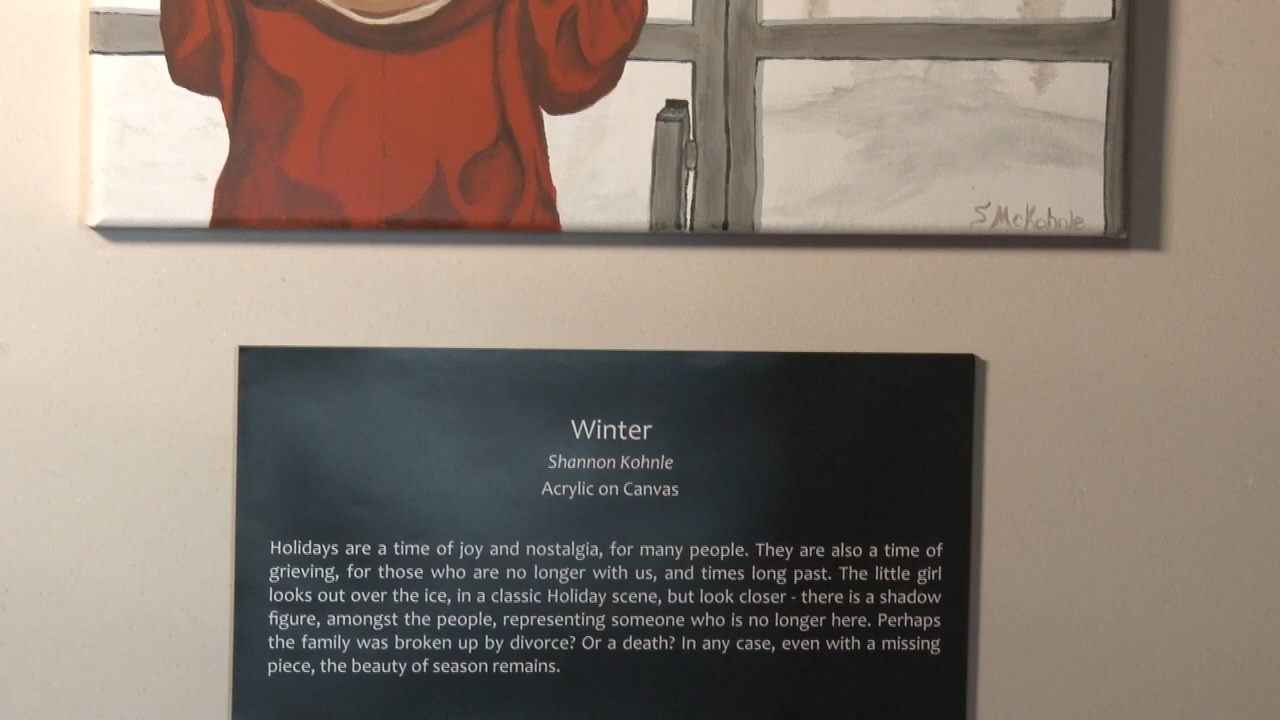 S McKohnle
Winter
Shannon Kohnle
Acrylic on Canvas
Holidays are a time of joy and nostalgia, for many people. They are also a time of
grieving, for those who are no longer with us, and times long past. The little girl
looks out over the ice, in a classic Holiday scene, but look closer - there is a shadow
figure, amongst the people, representing someone who is no longer here. Perhaps
the family was broken up by divorce? Or a death? In any case, even with a missing
piece, the beauty of season remains.